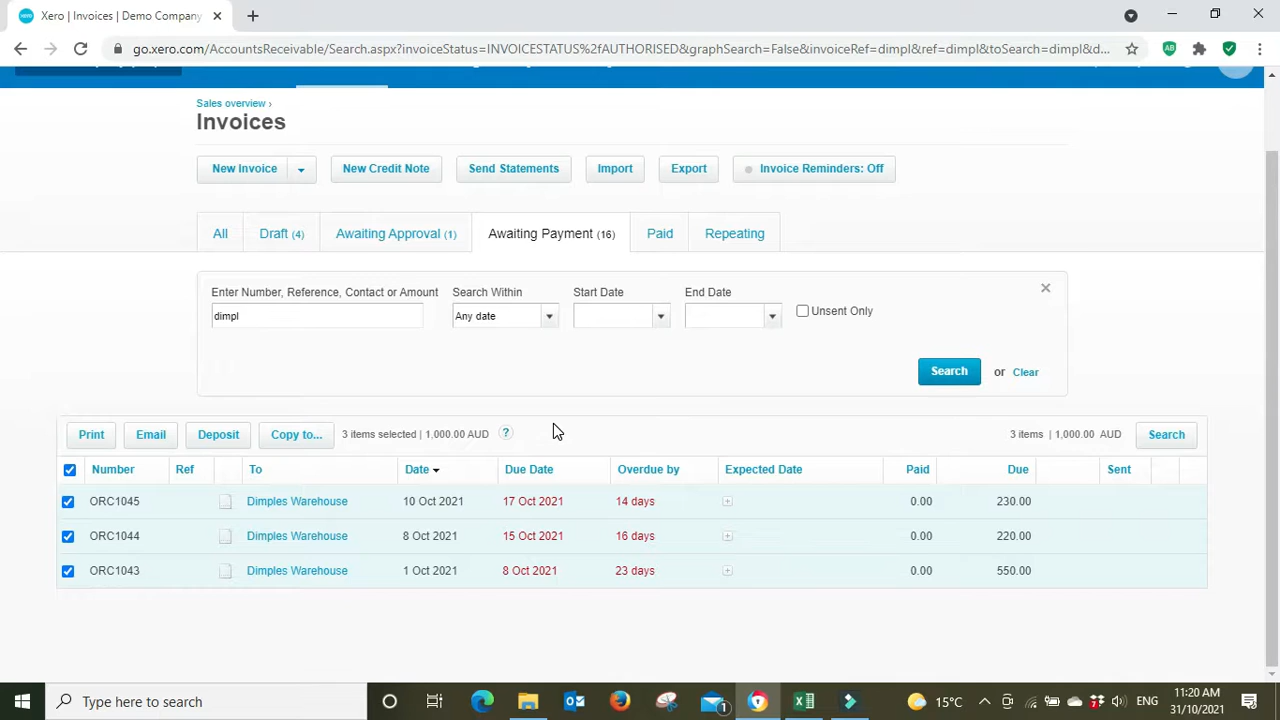 Xero | Invoices | Demo Company
go.xero.com/AccountsReceivable/Search.aspx?invoiceStatus=INVOICESTATUS%2fAUTHORISED&graphSearch=False&invoiceRef=dimpl&ref=dimpl&toSearch=dimpl&d...
Sales overview ›
Invoices
New Invoice New Credit Note Send Statements Import Export Invoice Reminders: Off
All Draft (4) Awaiting Approval (1) Awaiting Payment (16) Paid Repeating
Enter Number, Reference, Contact or Amount Search Within Start Date End Date
dimpl Any date Unsent Only
Search or Clear
Print Email Deposit Copy to... 3 items selected | 1,000.00 AUD ? 3 items | 1,000.00 AUD Search
Number Ref To Date Due Date Overdue by Expected Date Paid Due Sent
ORC1045 Dimples Warehouse 10 Oct 2021 17 Oct 2021 14 days 0.00 230.00
ORC1044 Dimples Warehouse 8 Oct 2021 15 Oct 2021 16 days 0.00 220.00
ORC1043 Dimples Warehouse 1 Oct 2021 8 Oct 2021 23 days 0.00 550.00
Type here to search 15°C ENG 11:20 AM
31/10/2021